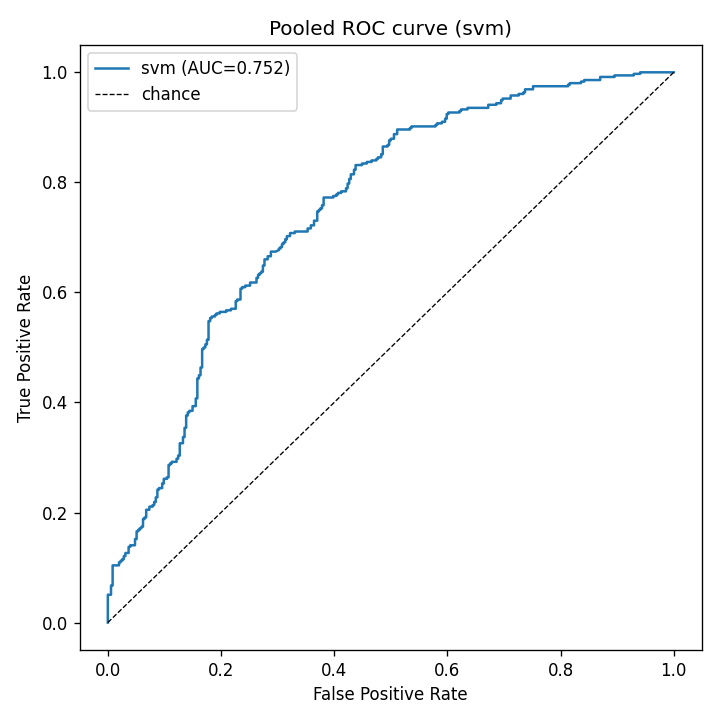 Pooled ROC curve (svm)
svm (AUC=0.752)
chance
True Positive Rate
1.0
0.8
0.6
0.4
0.2
0.0
0.0 0.2 0.4 0.6 0.8 1.0
False Positive Rate